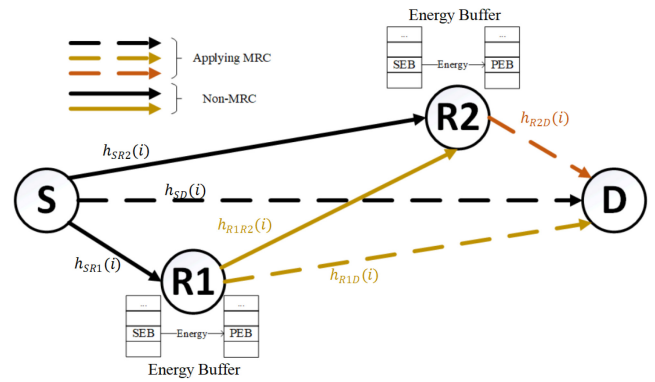 Energy Buffer
...
...
SEB
Energy
PEB
Applying MRC
Non-MRC
R2
h_{R2D}(i)
h_{SR2}(i)
h_{SD}(i)
S
D
h_{R1R2}(i)
h_{SR1}(i)
R1
h_{R1D}(i)
...
...
SEB
Energy
PEB
Energy Buffer